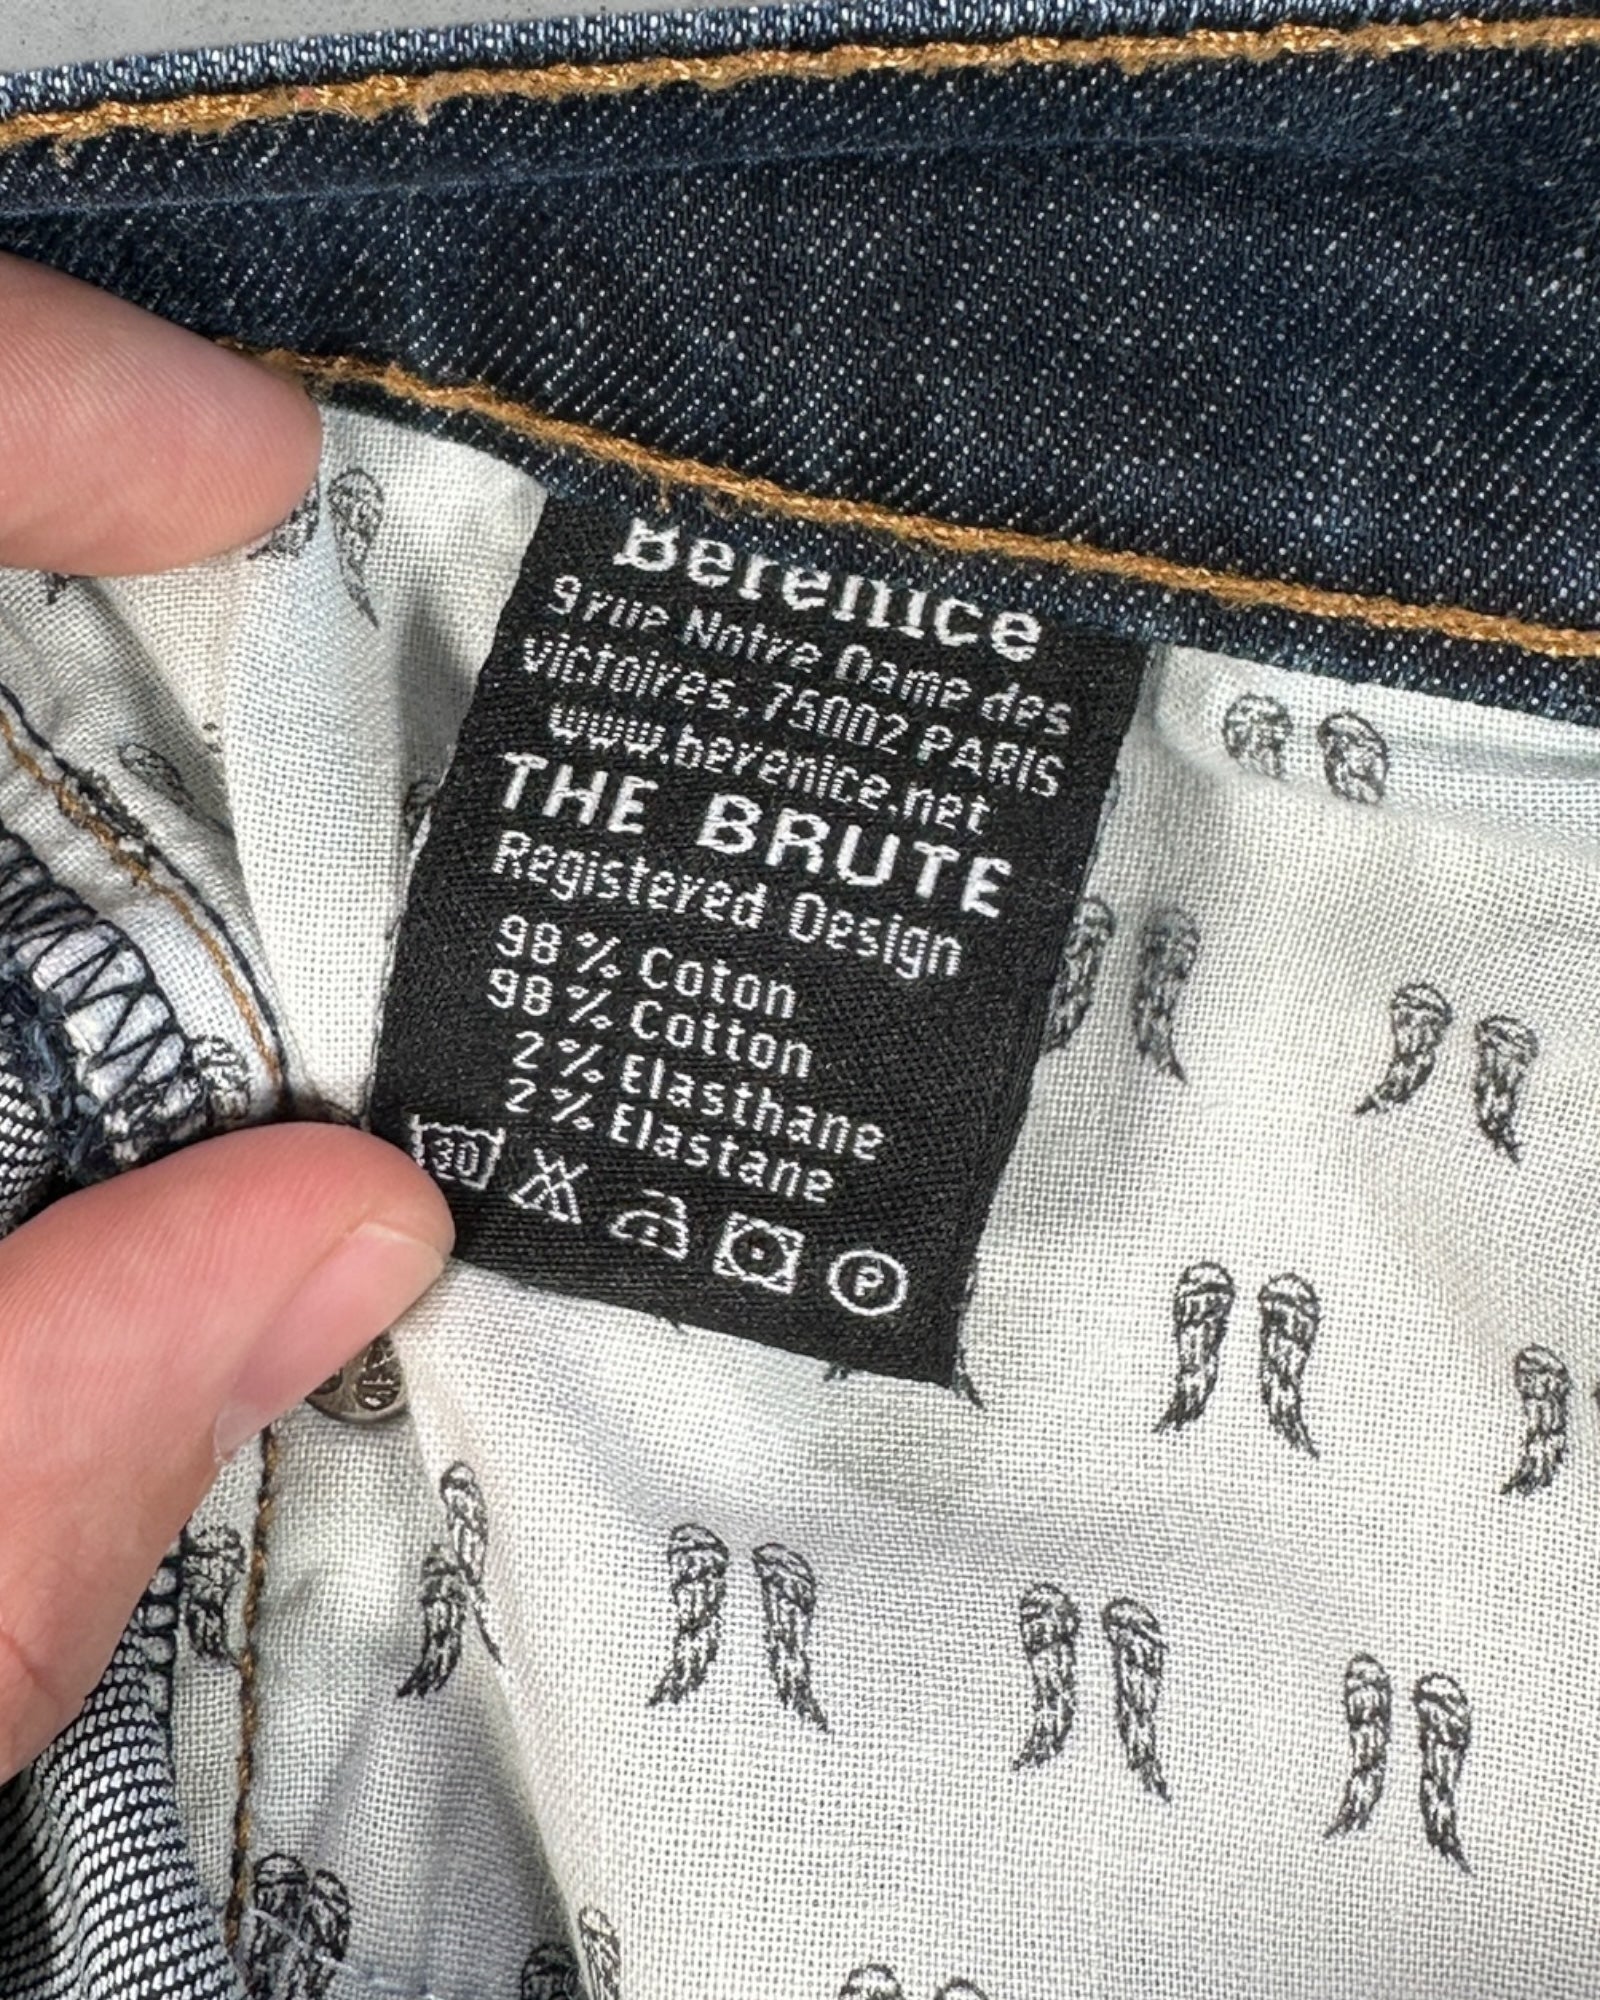 Berenice
9 rue Notre Dame des
victoires, 75002 PARIS
www.berenice.net
THE BRUTE
Registered Design
98 % Coton
98 % Cotton
2 % Elasthane
2 % Elastane
30
P